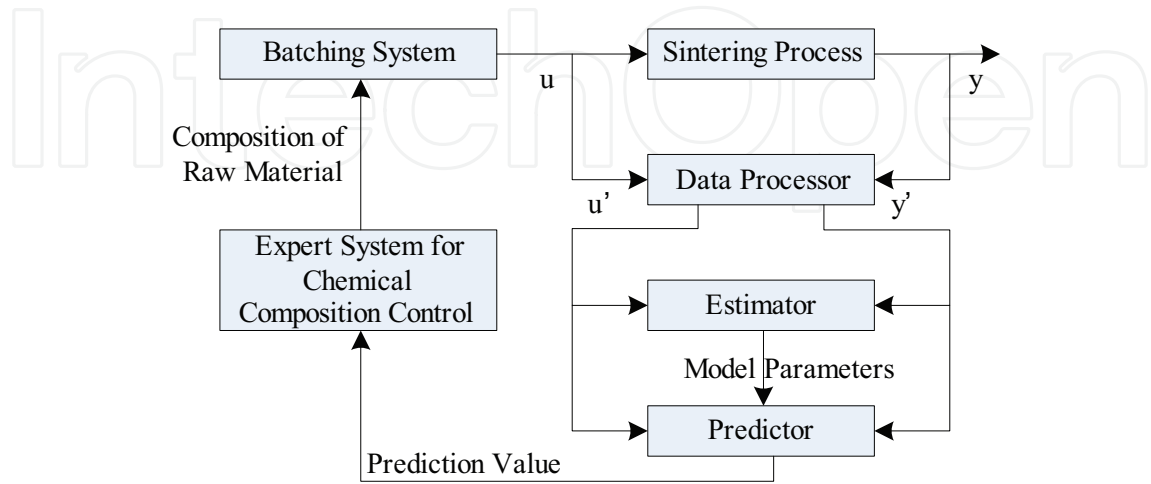 IntechOpen
Batching System
Sintering Process
u
y
Composition of
Raw Material
Data Processor
u’
y’
Expert System for
Chemical
Composition Control
Estimator
Model Parameters
Predictor
Prediction Value